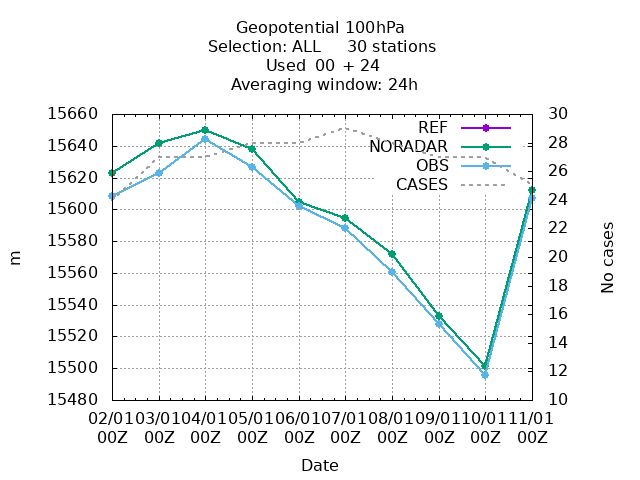 Geopotential 100hPa
Selection: ALL     30 stations
Used  00  + 24
Averaging window: 24h
15660
15640
15620
15600
15580
15560
15540
15520
15500
15480
m
30
28
26
24
22
20
18
16
14
12
10
No cases
REF
NORADAR
OBS
CASES
02/01 03/01 04/01 05/01 06/01 07/01 08/01 09/01 10/01 11/01
00Z 00Z 00Z 00Z 00Z 00Z 00Z 00Z 00Z 00Z
Date